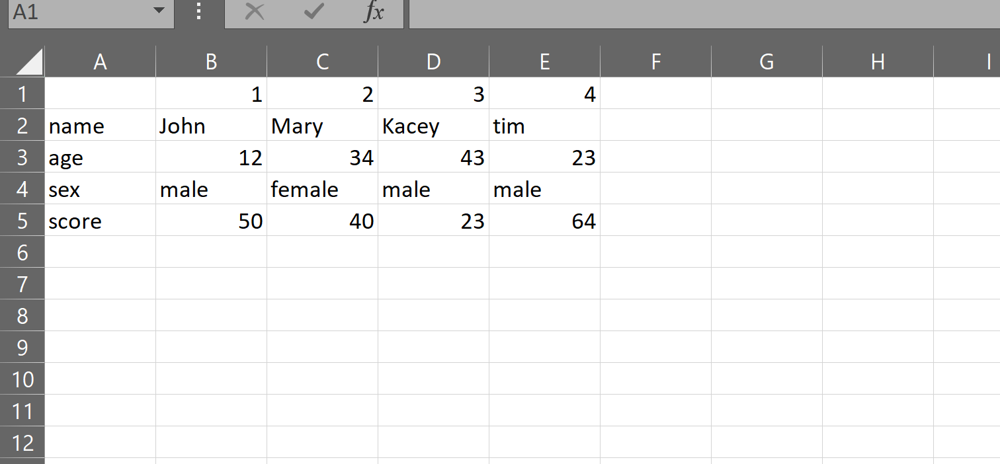 A1 fx
A B C D E F G H I
1 1 2 3 4
2 name John Mary Kacey tim
3 age 12 34 43 23
4 sex male female male male
5 score 50 40 23 64
6
7
8
9
10
11
12